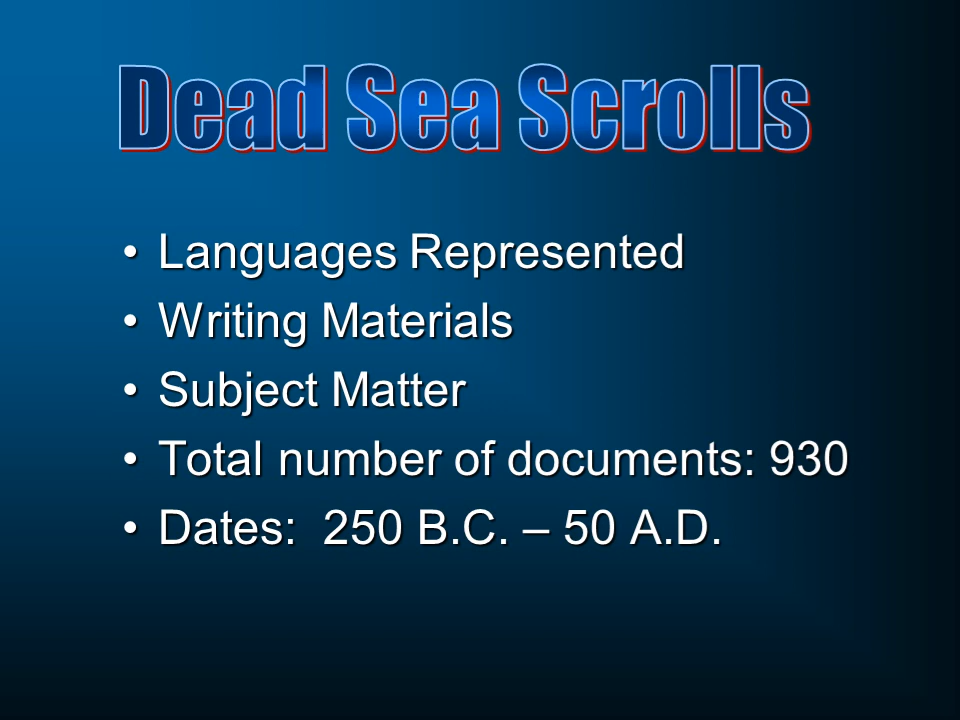 Dead Sea Scrolls
• Languages Represented
• Writing Materials
• Subject Matter
• Total number of documents: 930
• Dates:  250 B.C. – 50 A.D.